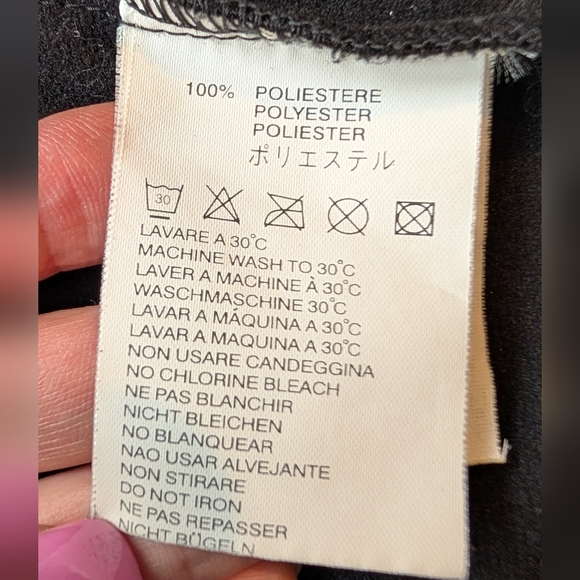 100% POLIESTERE
POLYESTER
POLIESTER
ポリエステル
30
LAVARE A 30°C
MACHINE WASH TO 30°C
LAVER A MACHINE À 30°C
WASCHMASCHINE 30°C
LAVAR A MÁQUINA A 30°C
LAVAR A MAQUINA A 30°C
NON USARE CANDEGGINA
NO CHLORINE BLEACH
NE PAS BLANCHIR
NICHT BLEICHEN
NO BLANQUEAR
NAO USAR ALVEJANTE
NON STIRARE
DO NOT IRON
NE PAS REPASSER
NICHT BÜGELN